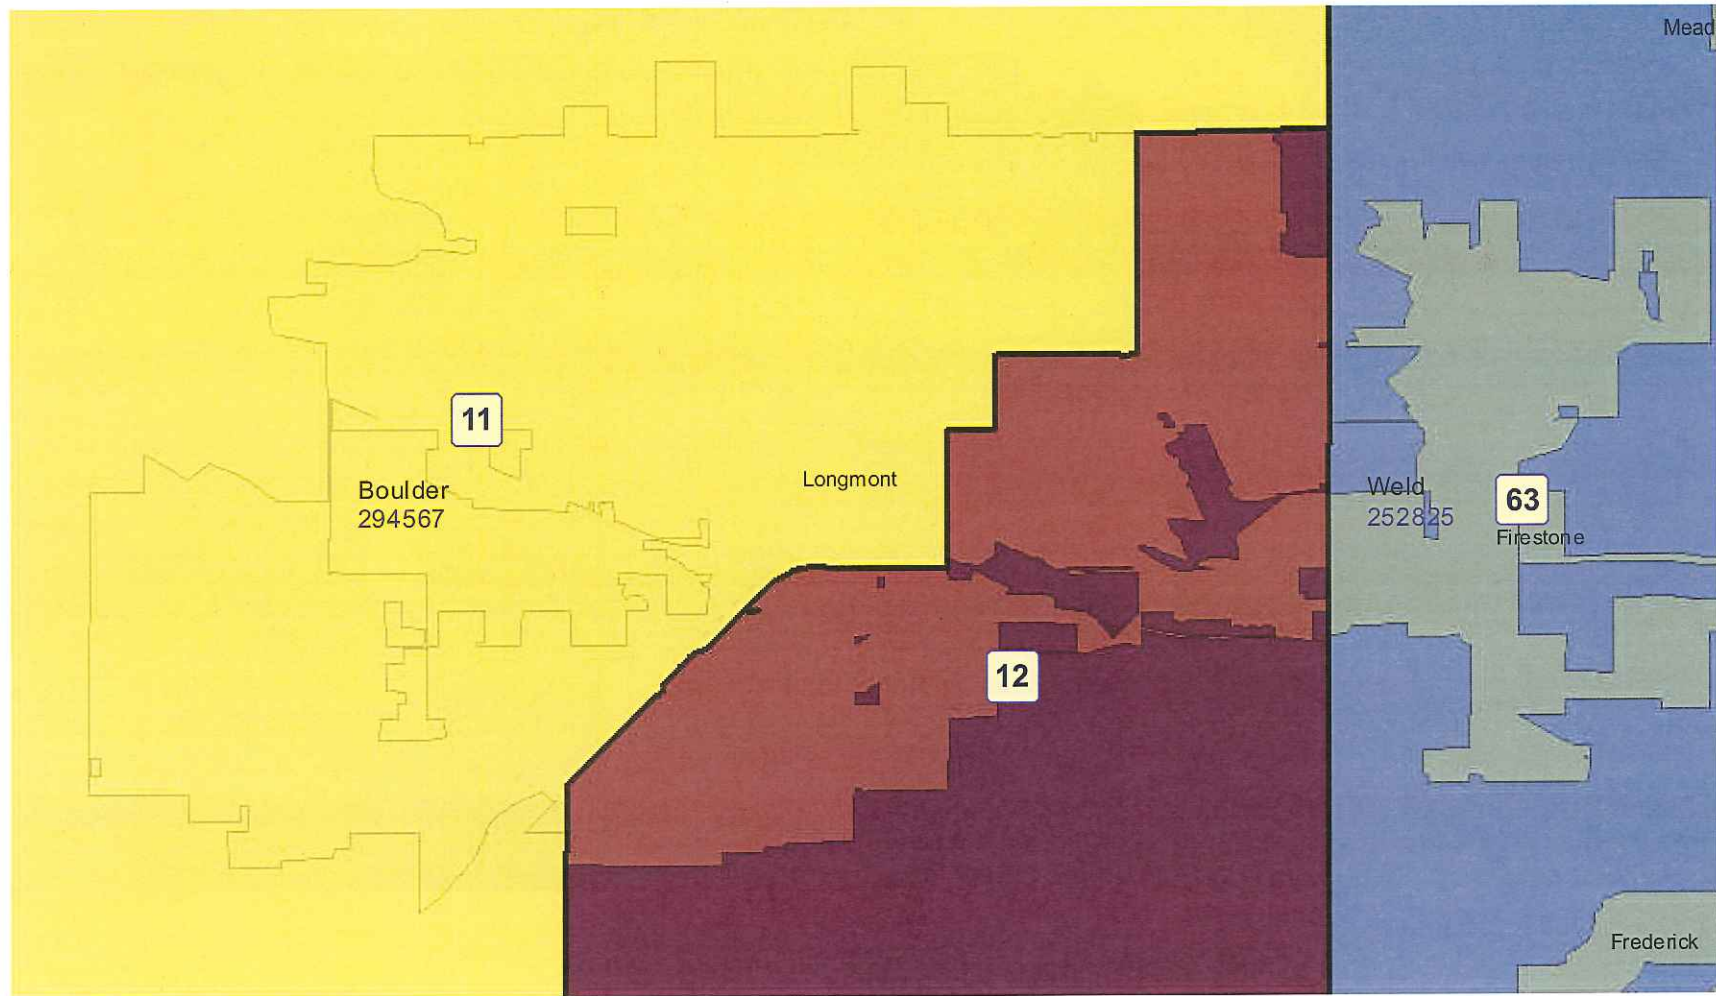 Mead
11
Longmont
Boulder
294567
Weld
252825
63
Firestone
12
Frederick